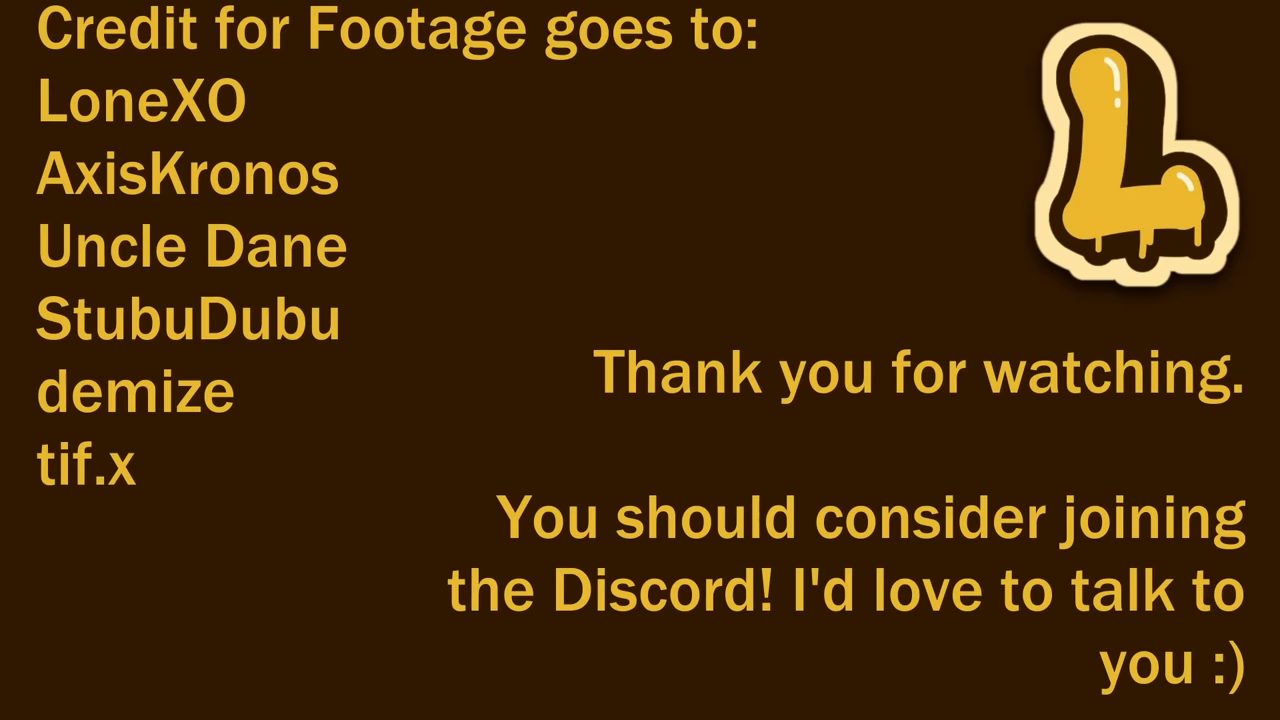 Credit for Footage goes to:
LoneXO
AxisKronos
Uncle Dane
StubuDubu
demize
tif.x
L
Thank you for watching.
You should consider joining
the Discord! I'd love to talk to
you :)